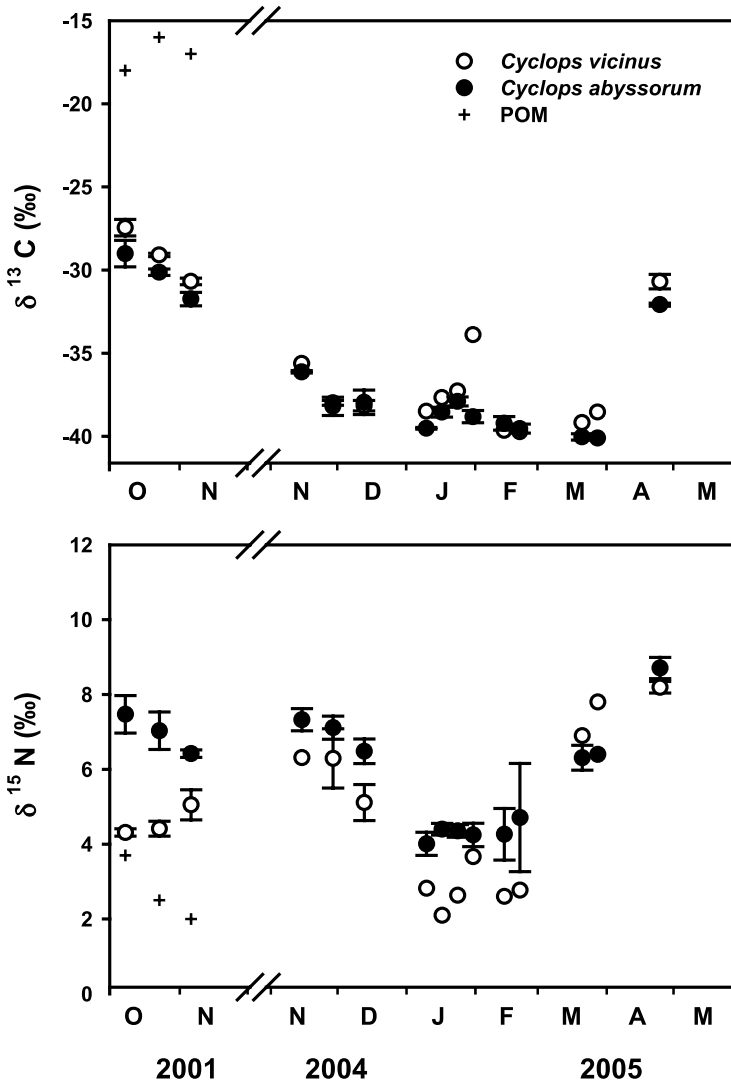 -15
Cyclops vicinus
Cyclops abyssorum
POM
-20
-25
-30
-35
-40
δ 13 C (‰)
O N N D J F M A M
12
10
8
6
4
2
0
δ 15 N (‰)
O N N D J F M A M
2001 2004 2005